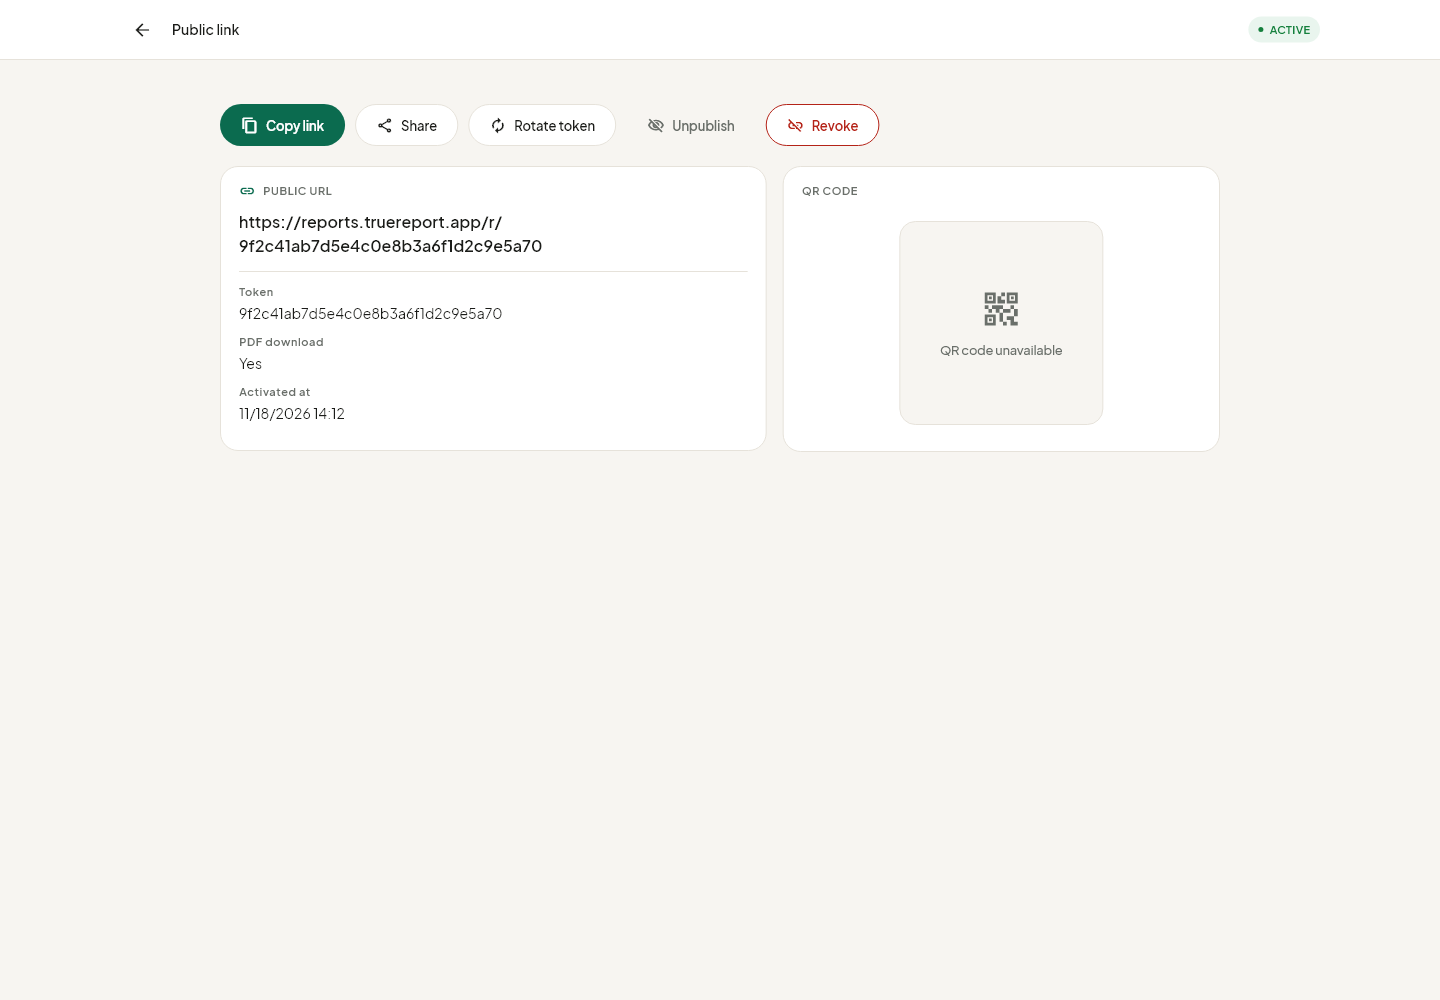 Public link
ACTIVE
Copy link
Share
Rotate token
Unpublish
Revoke
PUBLIC URL
https://reports.truereport.app/r/
9f2c41ab7d5e4c0e8b3a6f1d2c9e5a70
Token
9f2c41ab7d5e4c0e8b3a6f1d2c9e5a70
PDF download
Yes
Activated at
11/18/2026 14:12
QR CODE
QR code unavailable